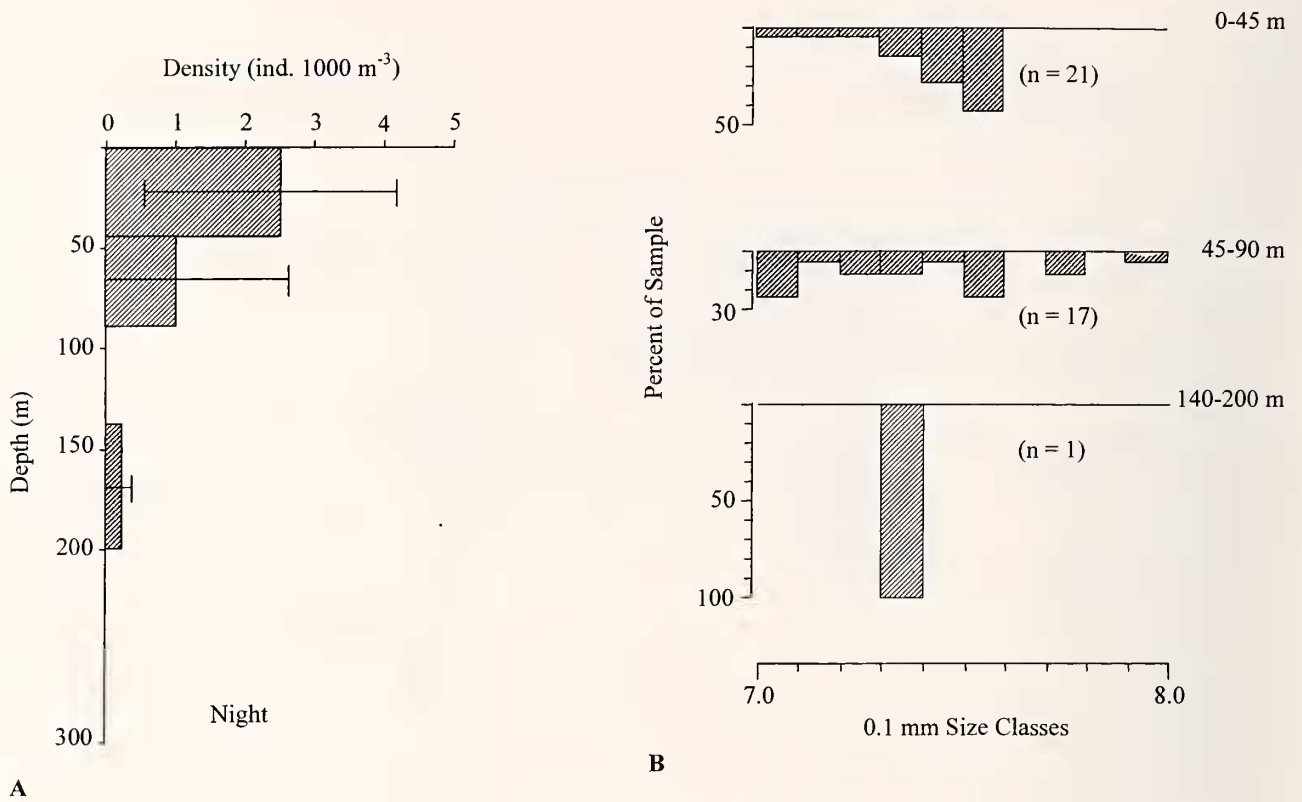 Density (ind. 1000 m⁻³)
0 1 2 3 4 5
50
100
150
200
300
Depth (m)
Night
A
0-45 m
(n = 21)
50
45-90 m
30
(n = 17)
140-200 m
(n = 1)
50
100
Percent of Sample
7.0 8.0
0.1 mm Size Classes
B